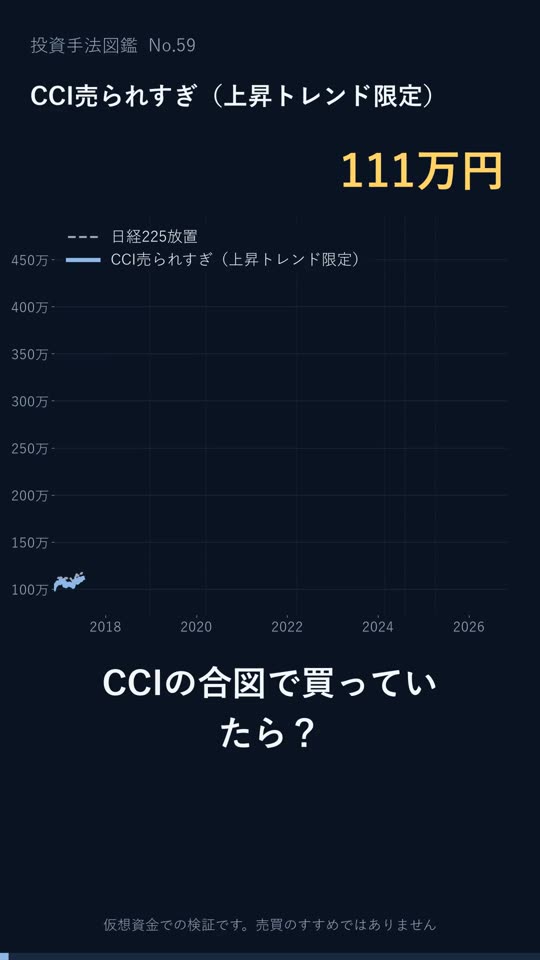 投資手法図鑑 No.59
CCI売られすぎ（上昇トレンド限定）
111万円
日経225放置
CCI売られすぎ（上昇トレンド限定）
450万
400万
350万
300万
250万
200万
150万
100万
2018 2020 2022 2024 2026
CCIの合図で買ってい
たら？
仮想資金での検証です。売買のすすめではありません